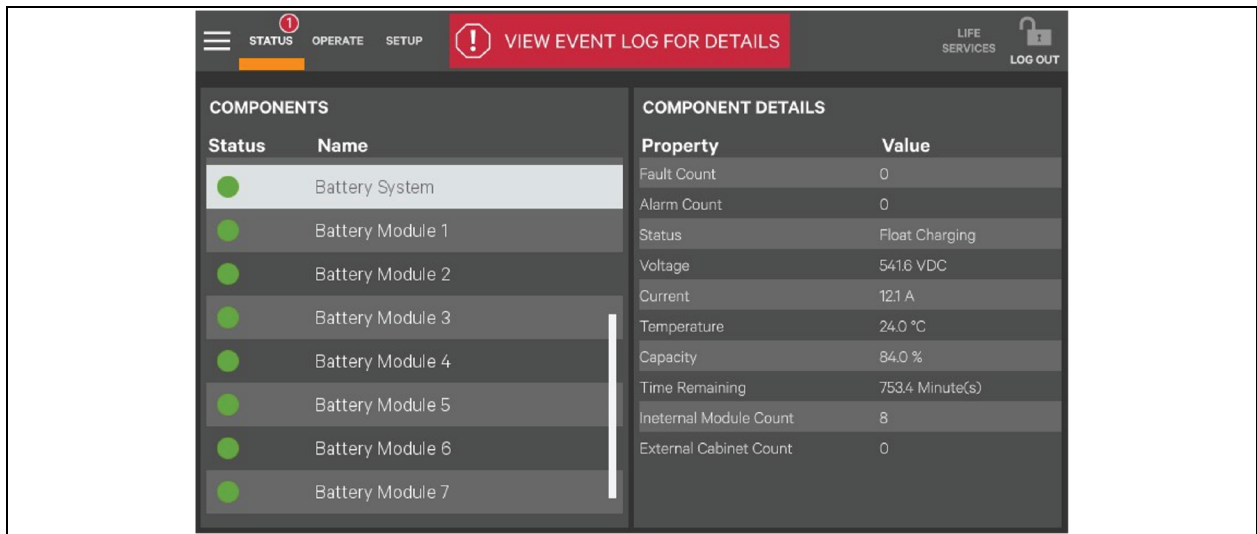 1
STATUS OPERATE SETUP VIEW EVENT LOG FOR DETAILS LIFE SERVICES LOG OUT
COMPONENTS
Status Name
Battery System
Battery Module 1
Battery Module 2
Battery Module 3
Battery Module 4
Battery Module 5
Battery Module 6
Battery Module 7
COMPONENT DETAILS
Property Value
Fault Count 0
Alarm Count 0
Status Float Charging
Voltage 541.6 VDC
Current 12.1 A
Temperature 24.0 °C
Capacity 84.0 %
Time Remaining 753.4 Minute(s)
Ineternal Module Count 8
External Cabinet Count 0